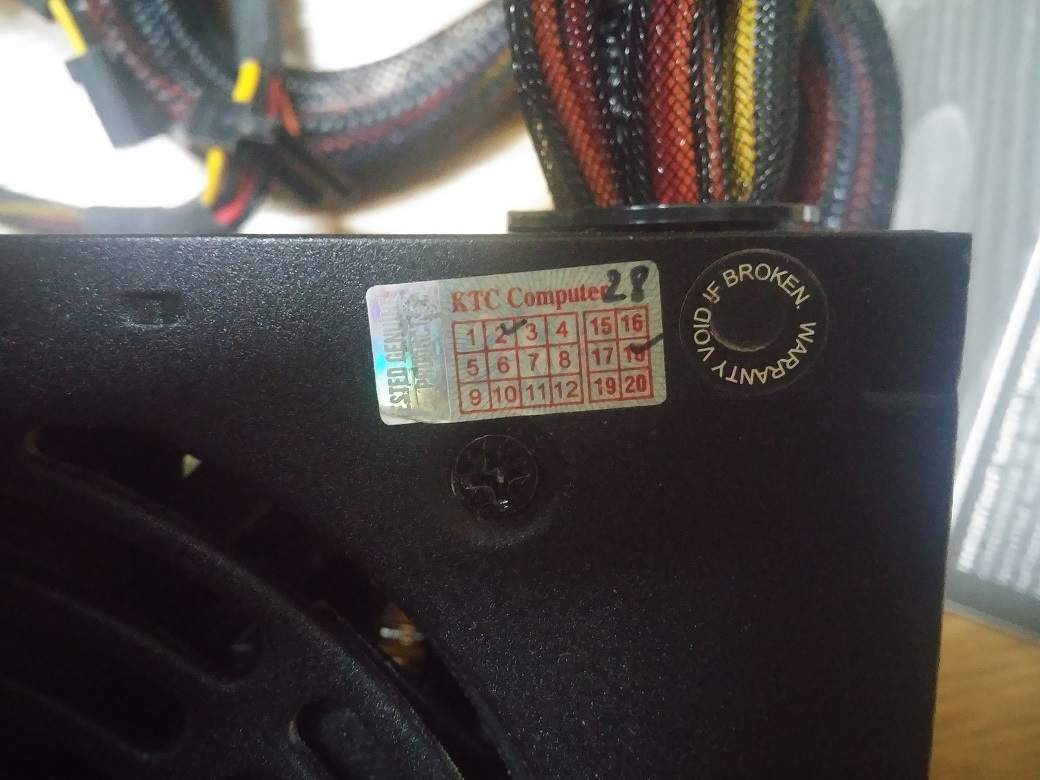 KTC Computer 28
1 2 3 4 15 16
5 6 7 8 17 18
9 10 11 12 19 20
WARRANTY VOID IF BROKEN